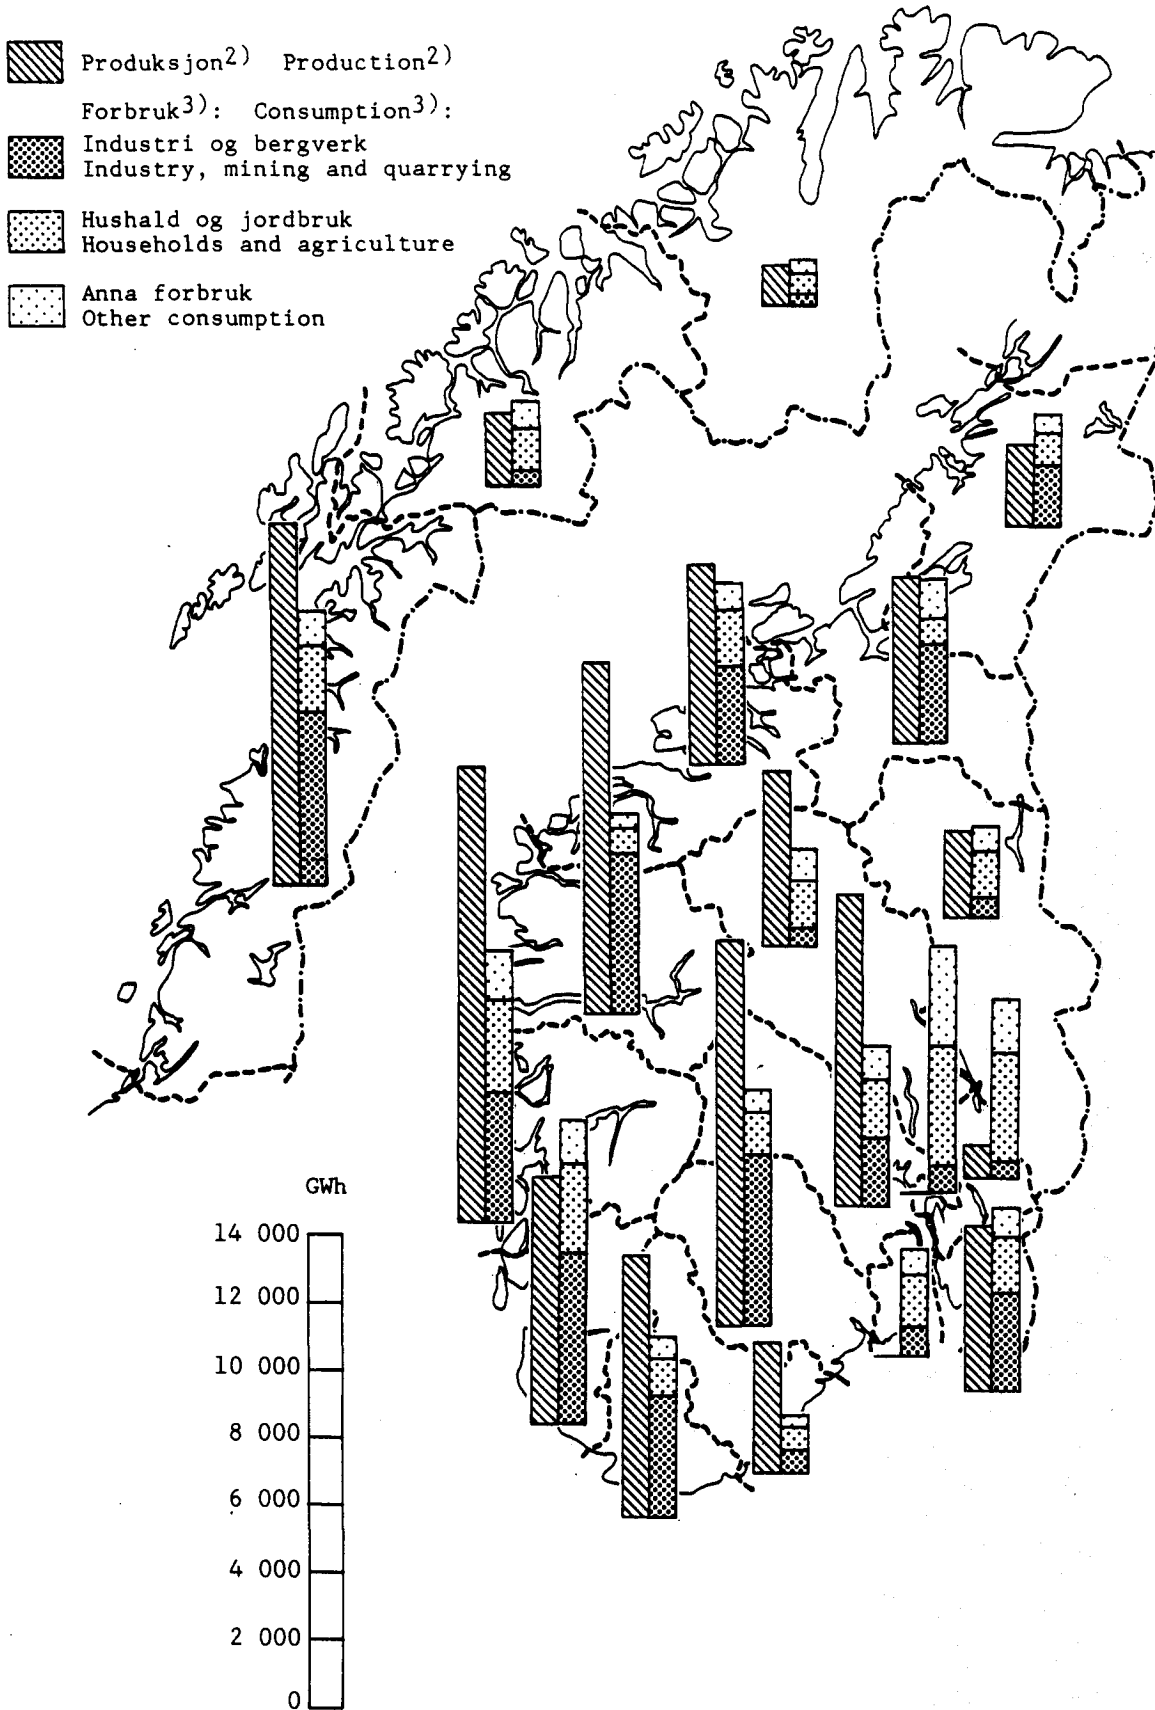 Produksjon2) Production2)
Forbruk3): Consumption3):
Industri og bergverk
Industry, mining and quarrying
Hushald og jordbruk
Households and agriculture
Anna forbruk
Other consumption
GWh
14 000
12 000
10 000
8 000
6 000
4 000
2 000
0